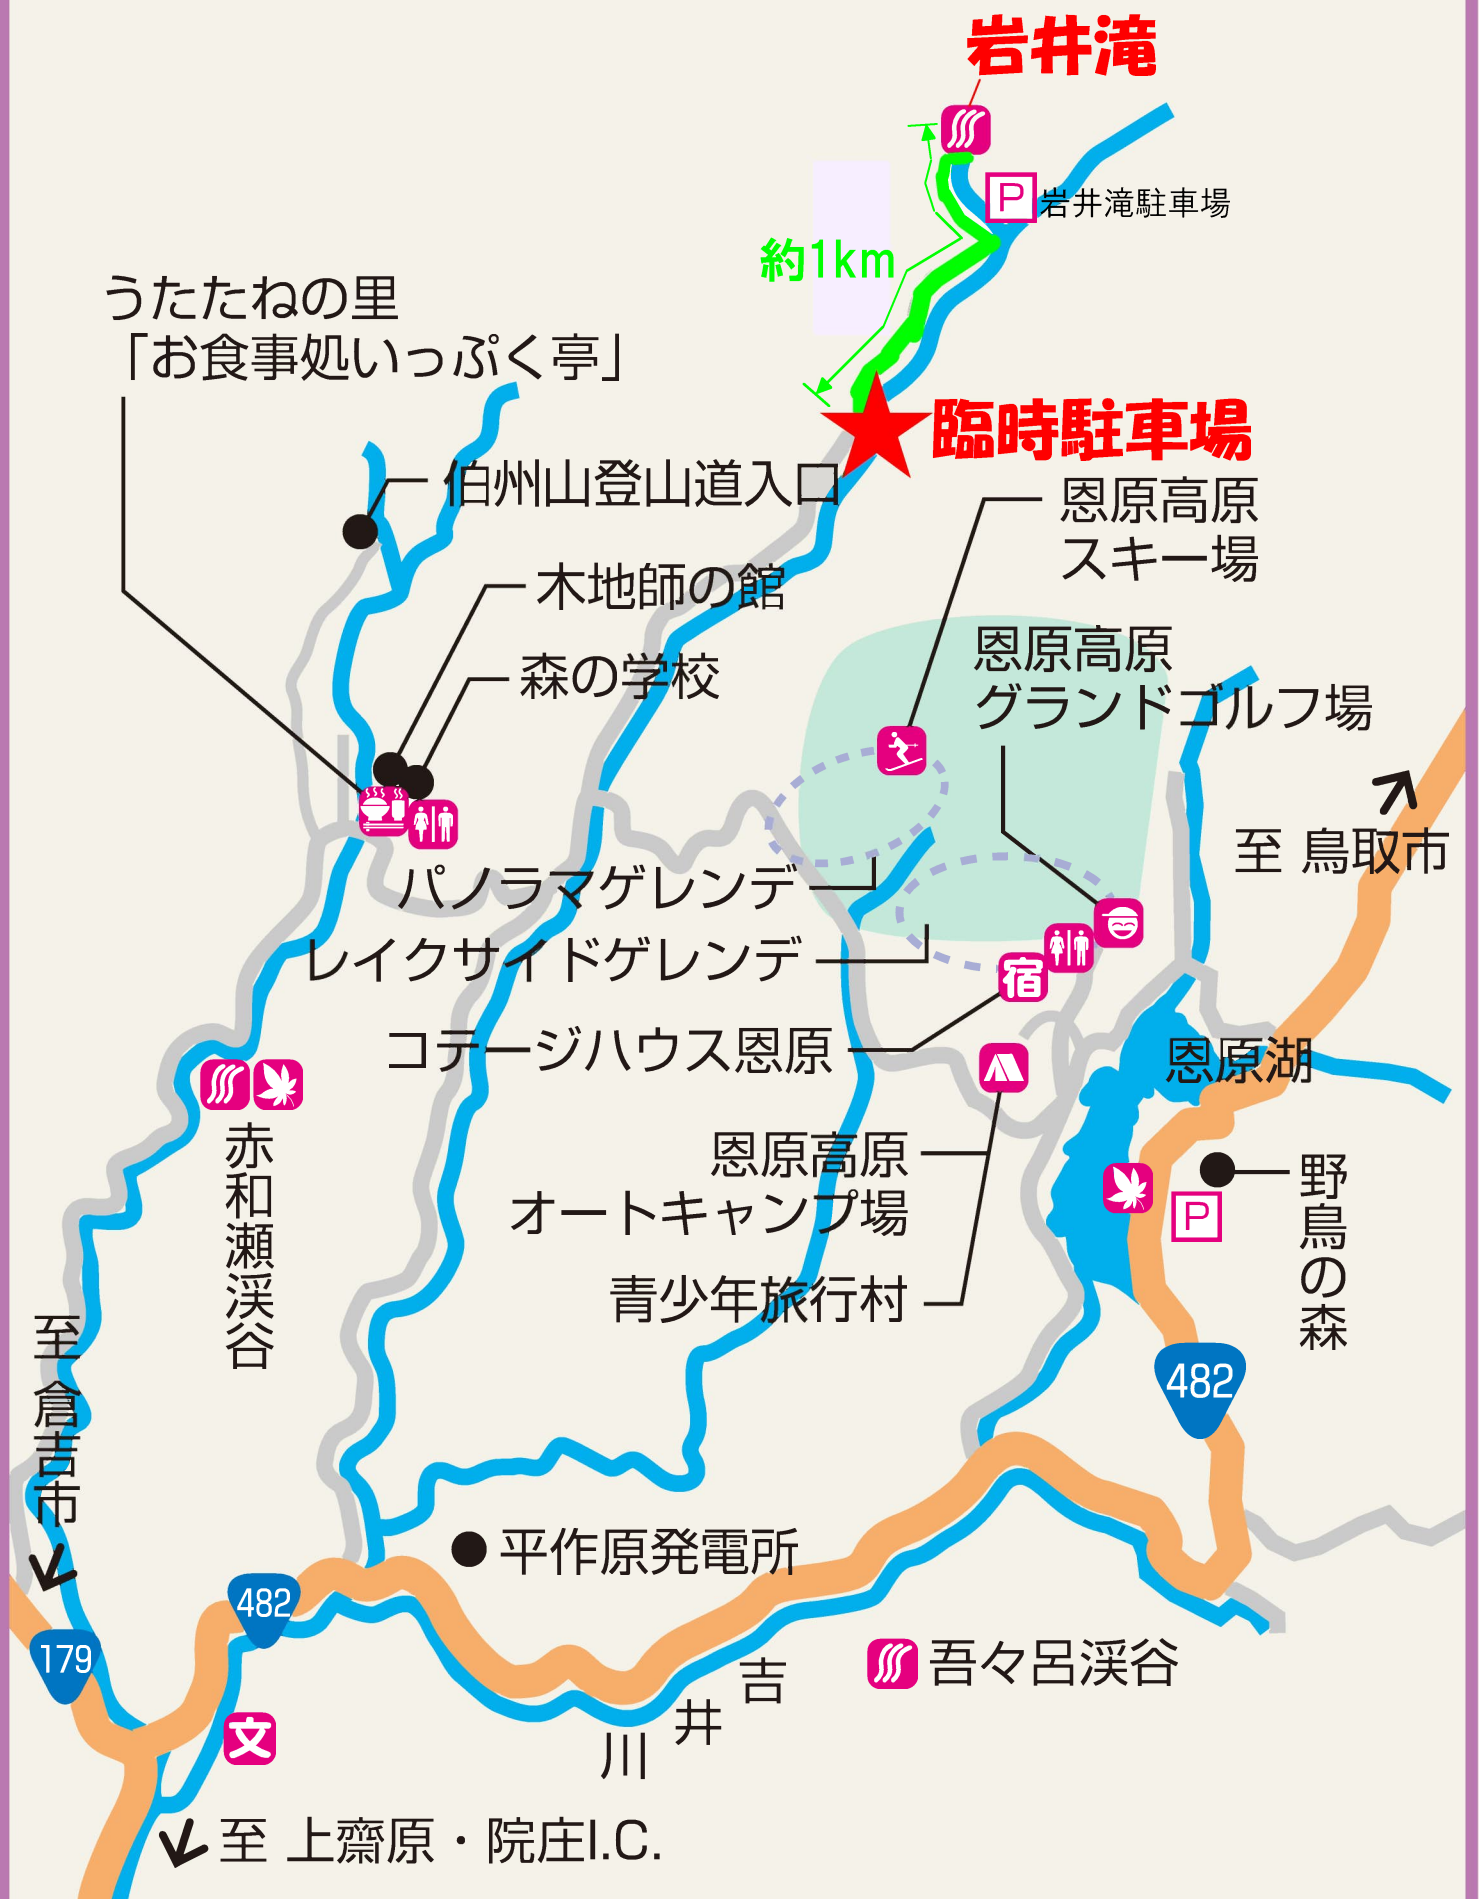 岩井滝
P
岩井滝駐車場
約1km
うたたねの里
「お食事処いっぷく亭」
臨時駐車場
伯州山登山道入口
恩原高原
スキー場
木地師の館
恩原高原
グランドゴルフ場
森の学校
至 鳥取市
パノラマゲレンデ
レイクサイドゲレンデ
宿
コテージハウス恩原
恩原湖
赤和瀬渓谷
恩原高原
オートキャンプ場
野鳥の森
P
青少年旅行村
至 倉吉市
482
平作原発電所
482
179
吾々呂渓谷
吉井川
文
至 上齋原・院庄I.C.